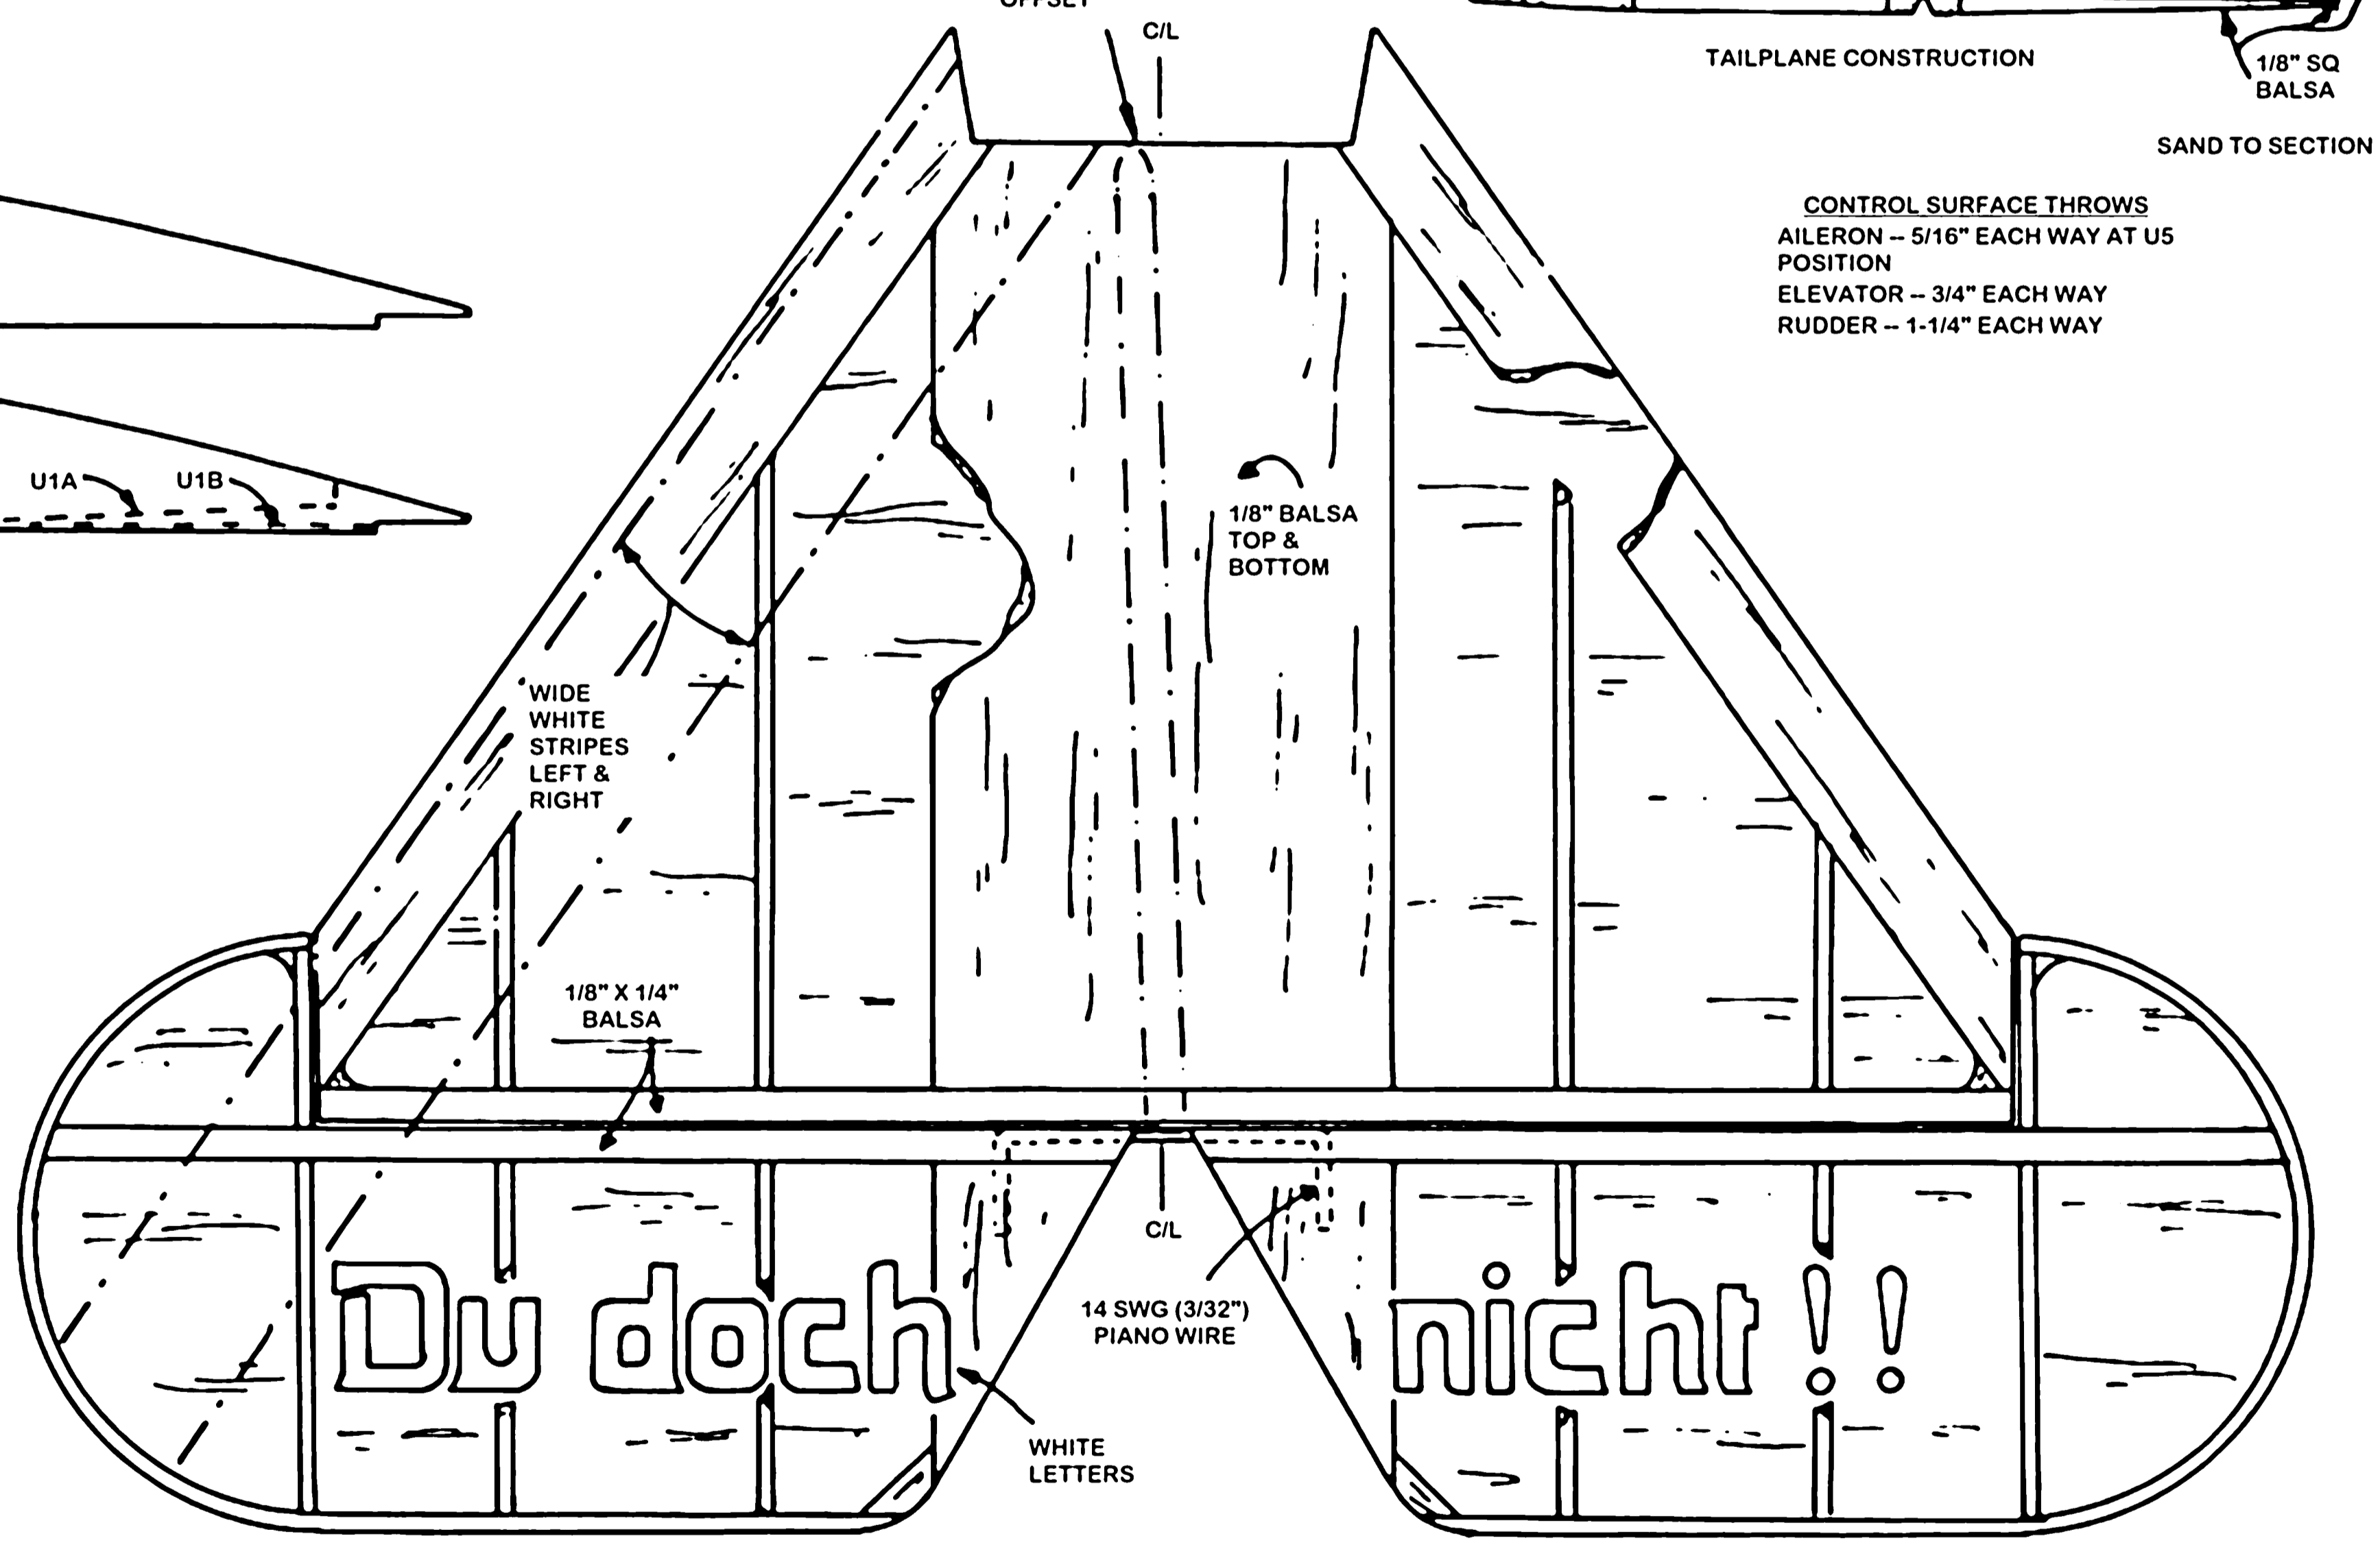 OFFSET
C/L
TAILPLANE CONSTRUCTION
1/8" SQ
BALSA
SAND TO SECTION
CONTROL SURFACE THROWS
AILERON -- 5/16" EACH WAY AT U5
POSITION
ELEVATOR -- 3/4" EACH WAY
RUDDER -- 1-1/4" EACH WAY
U1A
U1B
1/8" BALSA
TOP &
BOTTOM
WIDE
WHITE
STRIPES
LEFT &
RIGHT
1/8" X 1/4"
BALSA
C/L
14 SWG (3/32")
PIANO WIRE
Du doch nicht!!
WHITE
LETTERS